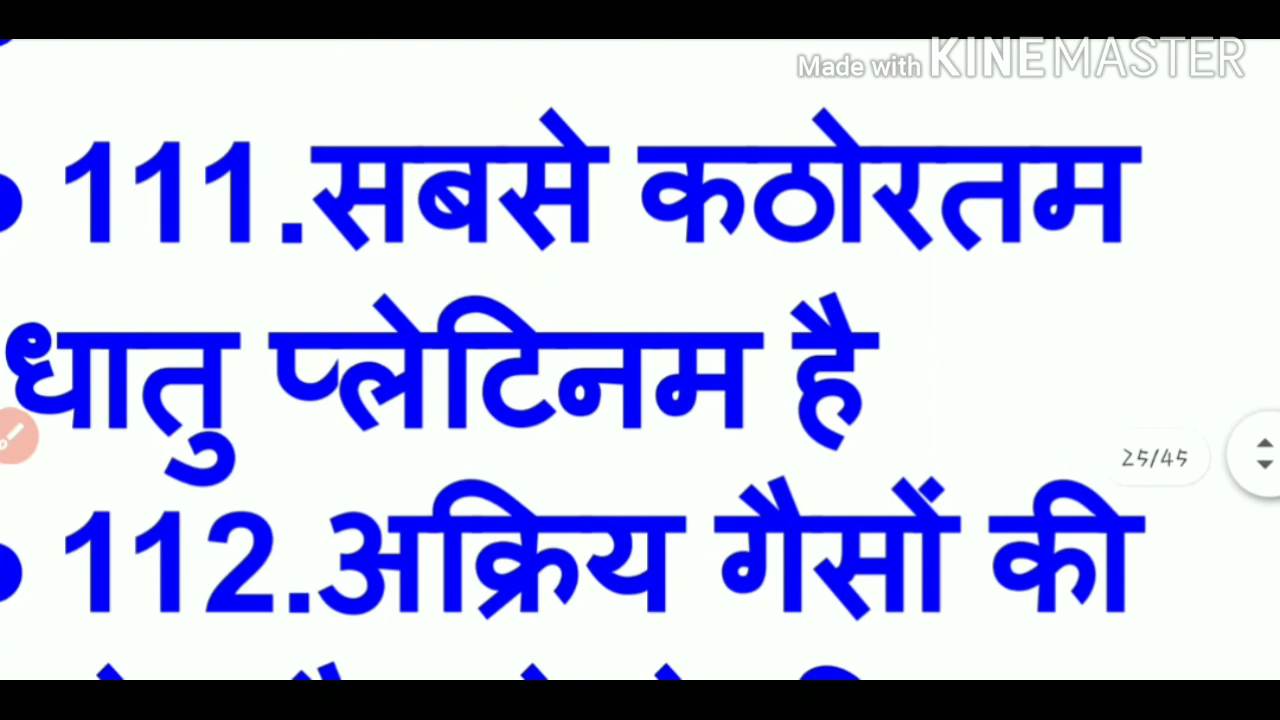 Made with KINEMASTER
111.सबसे कठोरतम
धातु प्लेटिनम है
25/45
112.अक्रिय गैसों की